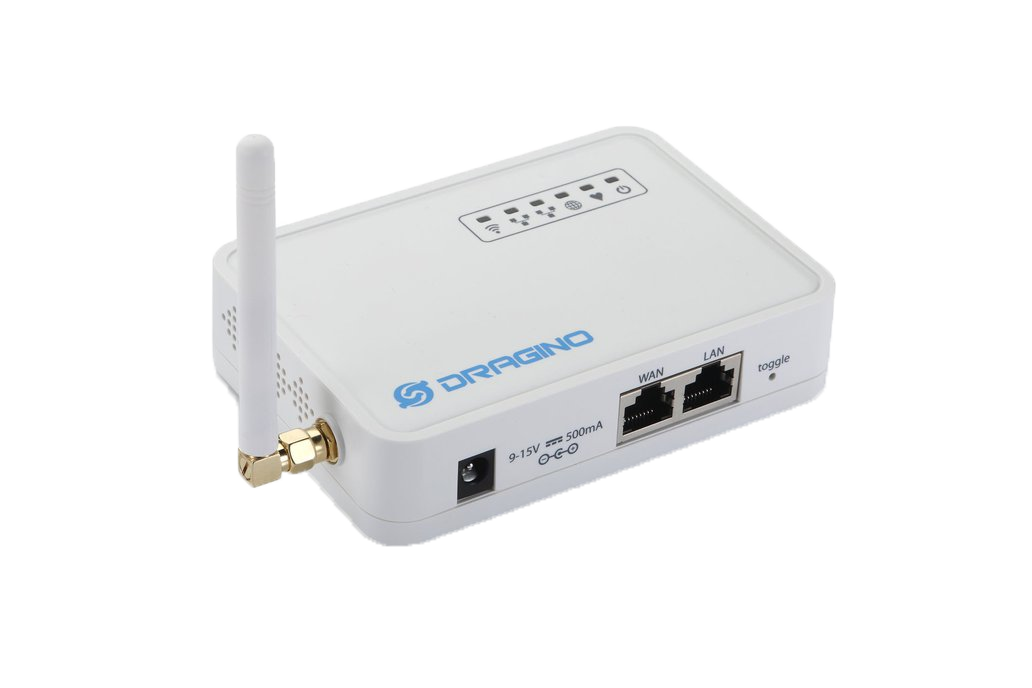 DRAGINO
9-15V ⎓ 500mA
WAN
LAN
toggle